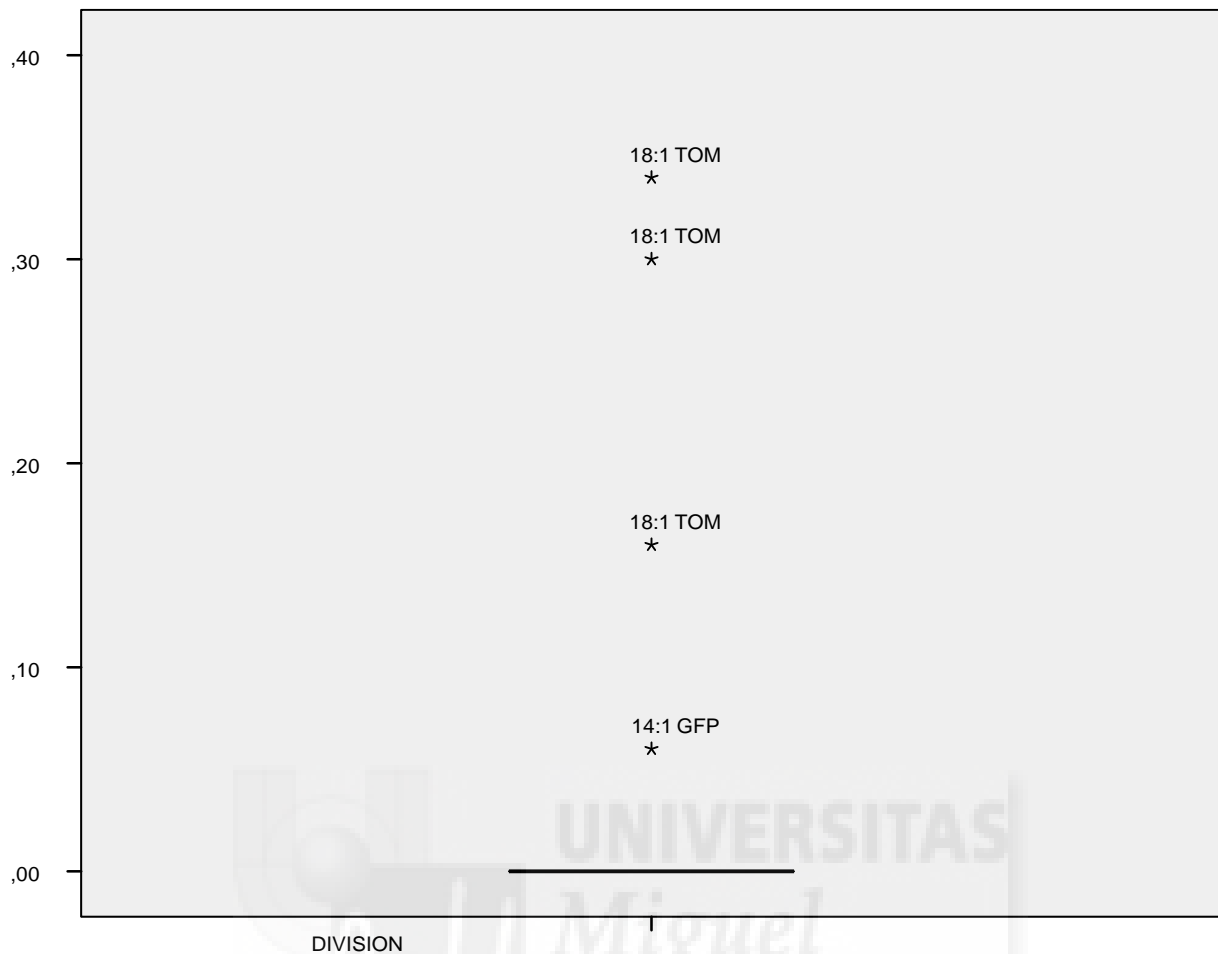 ,40
18:1 TOM
18:1 TOM
,30
,20
18:1 TOM
,10
14:1 GFP
UNIVERSITAS
,00
Miguel
DIVISION